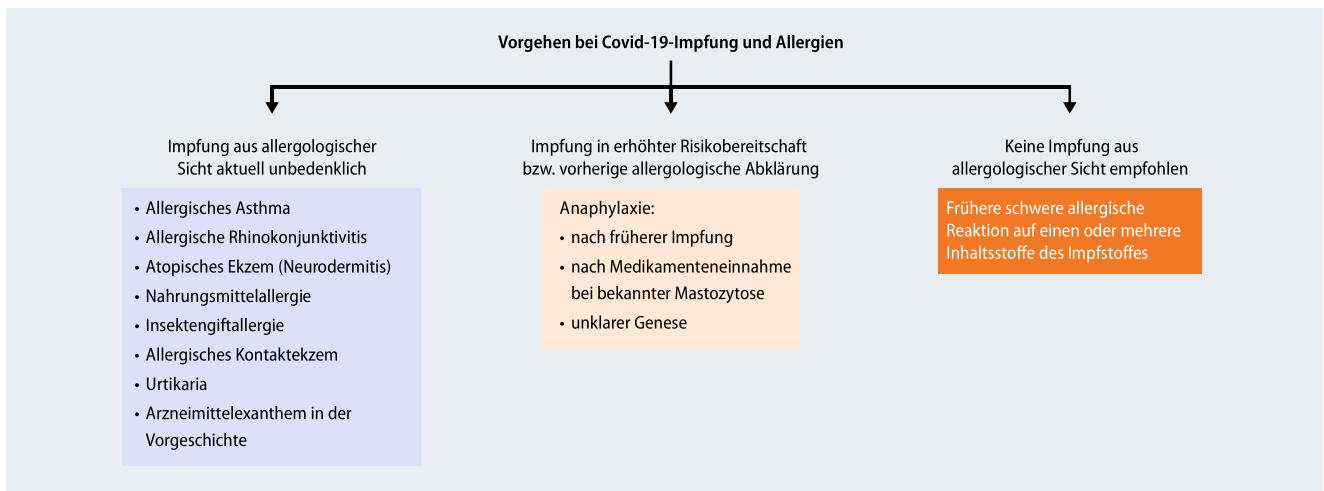 Vorgehen bei Covid-19-Impfung und Allergien
Impfung aus allergologischer
Sicht aktuell unbedenklich
• Allergisches Asthma
• Allergische Rhinokonjunktivitis
• Atopisches Ekzem (Neurodermitis)
• Nahrungsmittelallergie
• Insektengiftallergie
• Allergisches Kontaktekzem
• Urtikaria
• Arzneimittelexanthem in der
Vorgeschichte
Impfung in erhöhter Risikobereitschaft
bzw. vorherige allergologische Abklärung
Anaphylaxie:
• nach früherer Impfung
• nach Medikamenteneinnahme
bei bekannter Mastozytose
• unklarer Genese
Keine Impfung aus
allergologischer Sicht empfohlen
Frühere schwere allergische
Reaktion auf einen oder mehrere
Inhaltsstoffe des Impfstoffes